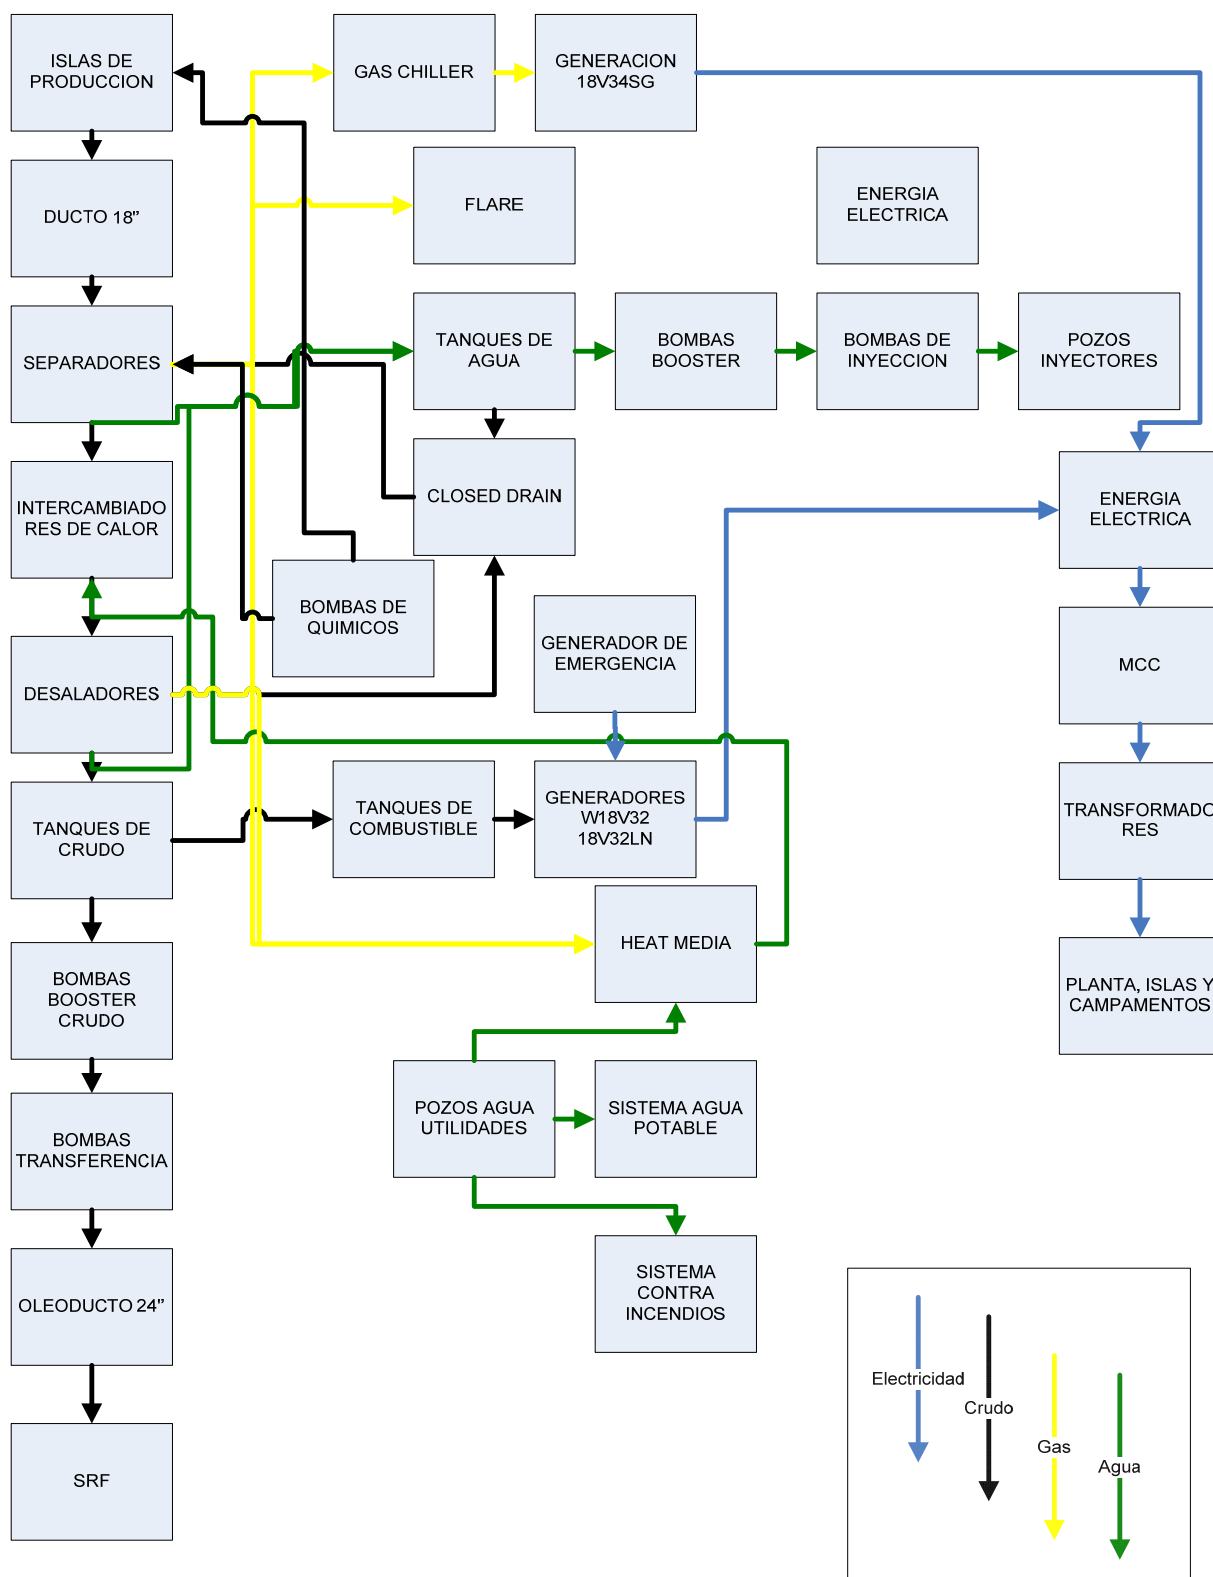 ISLAS DE
PRODUCCION
GAS CHILLER
GENERACION
18V34SG
DUCTO 18"
FLARE
ENERGIA
ELECTRICA
SEPARADORES
TANQUES DE
AGUA
BOMBAS
BOOSTER
BOMBAS DE
INYECCION
POZOS
INYECTORES
INTERCAMBIADO
RES DE CALOR
CLOSED DRAIN
ENERGIA
ELECTRICA
BOMBAS DE
QUIMICOS
GENERADOR DE
EMERGENCIA
MCC
DESALADORES
TANQUES DE
CRUDO
TANQUES DE
COMBUSTIBLE
GENERADORES
W18V32
18V32LN
TRANSFORMADO
RES
HEAT MEDIA
BOMBAS
BOOSTER
CRUDO
PLANTA, ISLAS Y
CAMPAMENTOS
POZOS AGUA
UTILIDADES
SISTEMA AGUA
POTABLE
BOMBAS
TRANSFERENCIA
OLEODUCTO 24"
SISTEMA
CONTRA
INCENDIOS
SRF
Electricidad
Crudo
Gas
Agua